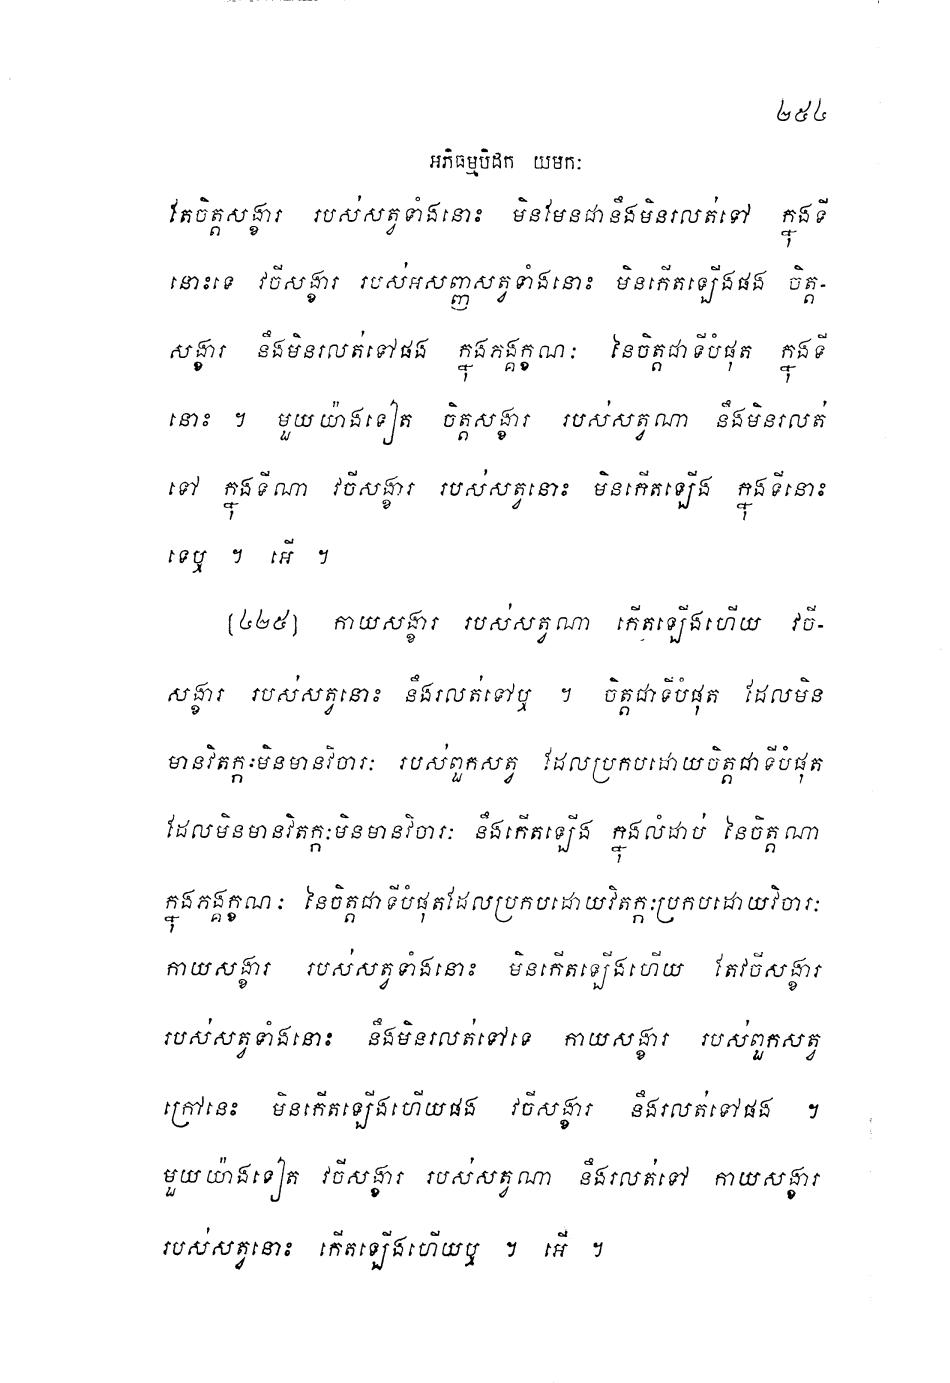 ២៥៤
អភិធម្មបិដក យមកៈ
តែចិត្តសង្ខារ របស់សត្វទាំងនោះ មិនមែនជានឹងមិនរលត់ទៅ ក្នុងទី
នោះទេ វចីសង្ខារ របស់អសញ្ញសត្វទាំងនោះ មិនកើតឡើងផង ចិត្ត-
សង្ខារ នឹងមិនរលត់ទៅផង ក្នុងភង្គក្ខណៈ នៃចិត្តជាទីបំផុត ក្នុងទី
នោះ ។ មួយយ៉ាងទៀត ចិត្តសង្ខារ របស់សត្វណា នឹងមិនរលត់
ទៅ ក្នុងទីណា វចីសង្ខារ របស់សត្វនោះ មិនកើតឡើង ក្នុងទីនោះ
ទេឬ ។ អើ ។
(៤២៥) កាយសង្ខារ របស់សត្វណា កើតឡើងហើយ វចី-
សង្ខារ របស់សត្វនោះ នឹងរលត់ទៅឬ ។ ចិត្តជាទីបំផុត ដែលមិន
មានវិតក្កៈមិនមានវិចារៈ របស់ពួកសត្វ ដែលប្រកបដោយចិត្តជាទីបំផុត
ដែលមិនមានវិតក្កៈមិនមានវិចារៈ នឹងកើតឡើង ក្នុងលំដាប់ នៃចិត្តណា
ក្នុងភង្គក្ខណៈ នៃចិត្តជាទីបំផុតដែលប្រកបដោយវិតក្កៈប្រកបដោយវិចារៈ
កាយសង្ខារ របស់សត្វទាំងនោះ មិនកើតឡើងហើយ តែវចីសង្ខារ
របស់សត្វទាំងនោះ នឹងមិនរលត់ទៅទេ កាយសង្ខារ របស់ពួកសត្វ
ក្រៅនេះ មិនកើតឡើងហើយផង វចីសង្ខារ នឹងរលត់ទៅផង ។
មួយយ៉ាងទៀត វចីសង្ខារ របស់សត្វណា នឹងរលត់ទៅ កាយសង្ខារ
របស់សត្វនោះ កើតឡើងហើយឬ ។ អើ ។